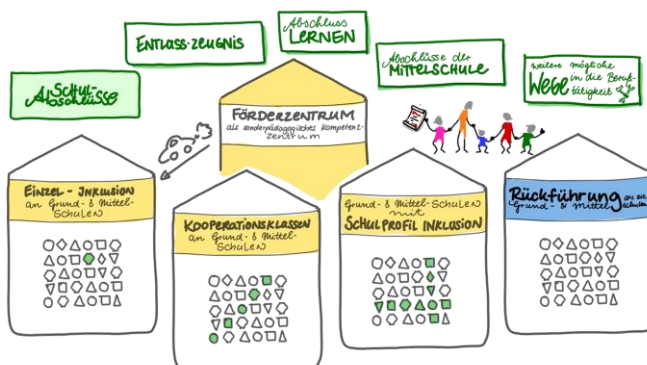 SCHUL-
ABSCHLÜSSE
ENTLASS-ZEUGNIS
Abschluss
LERNEN
Abschlüsse der
MITTELSCHULE
weitere mögliche
WEGE in die Beruf-
tätigkeit
FÖRDERZENTRUM
als sonderpädagogisches Kompetenz-
zentrum
EINZEL-INKLUSION
an Grund- & Mittel-
Schulen
KOOPERATIONSKLASSEN
an Grund- & Mittel-
SCHULEN
Grund- & Mittel-Schulen
mit
SCHULPROFIL INKLUSION
Rückführung an die
Grund- & Mittel Schulen